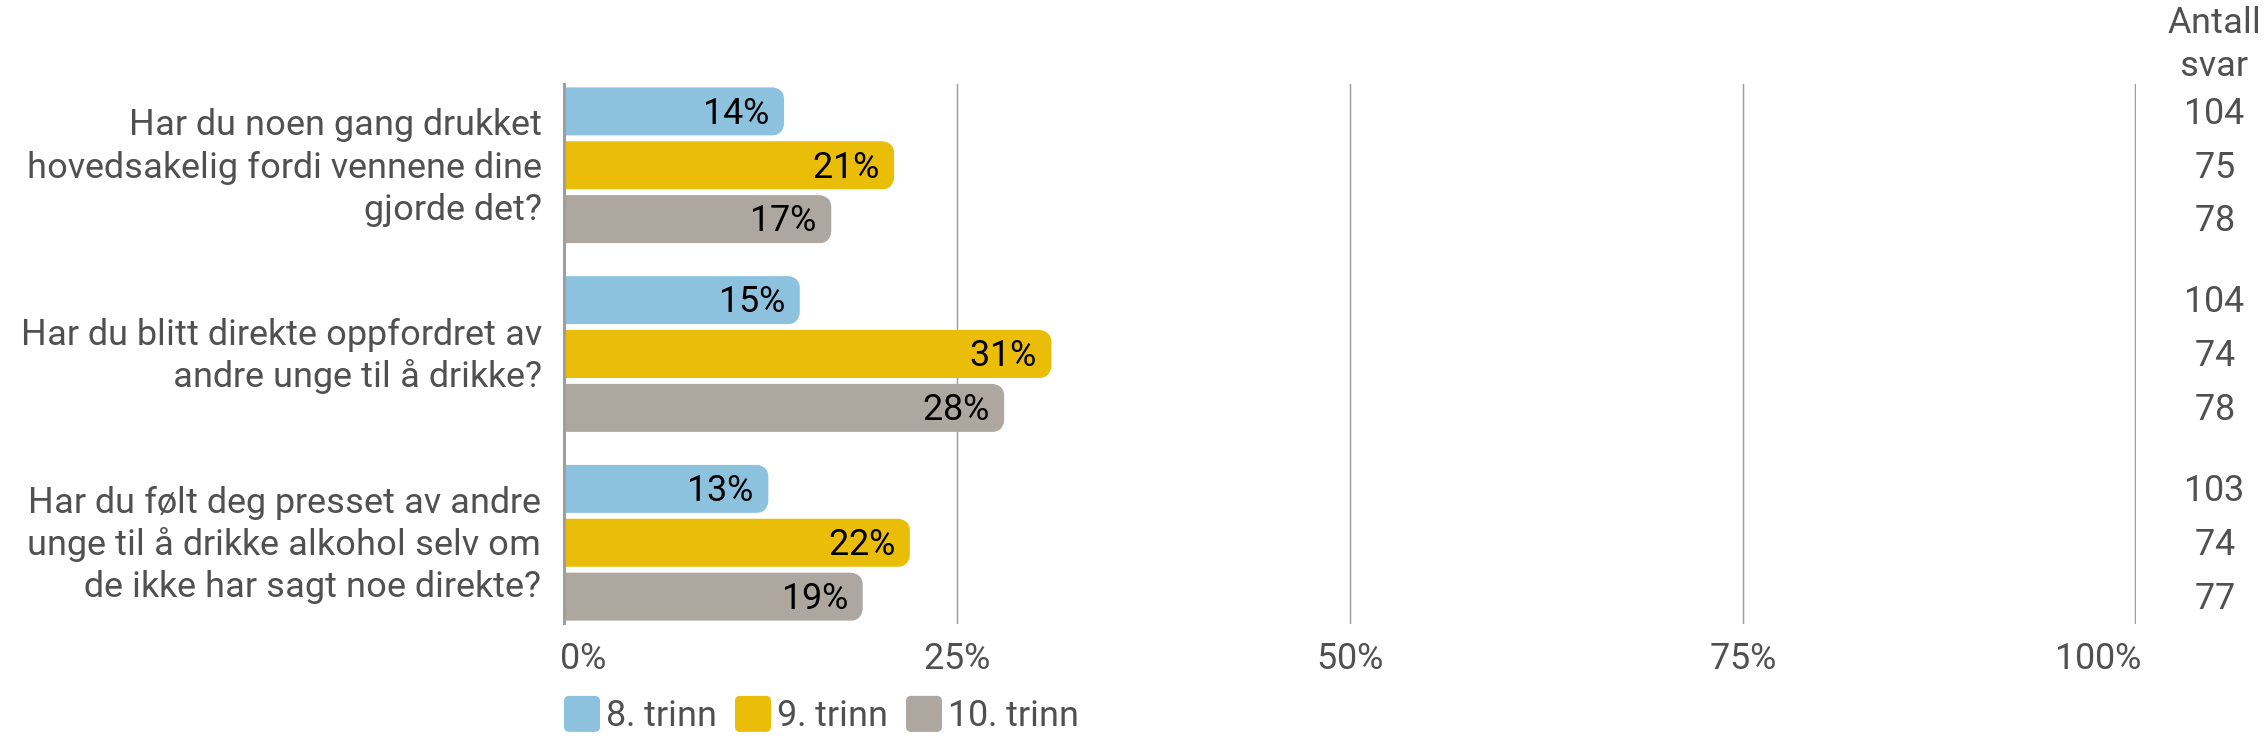 Antall
svar
Har du noen gang drukket
hovedsakelig fordi vennene dine
gjorde det?
14%
104
21%
75
17%
78
Har du blitt direkte oppfordret av
andre unge til å drikke?
15%
104
31%
74
28%
78
Har du følt deg presset av andre
unge til å drikke alkohol selv om
de ikke har sagt noe direkte?
13%
103
22%
74
19%
77
0% 25% 50% 75% 100%
8. trinn 9. trinn 10. trinn